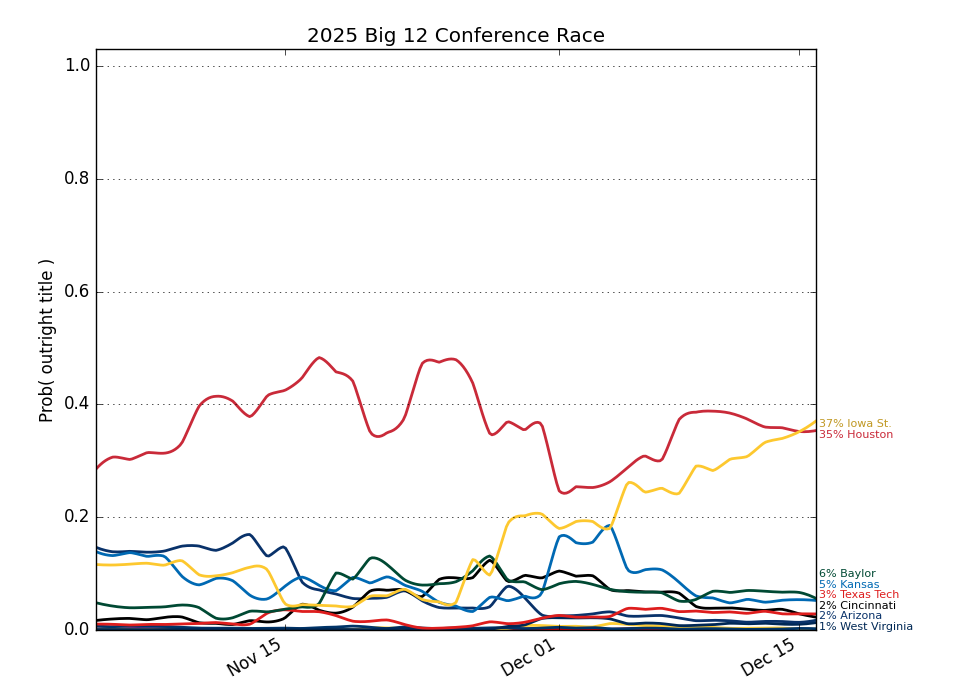 2025 Big 12 Conference Race
Prob( outright title )
1.0
0.8
0.6
0.4
0.2
0.0
Nov 15
Dec 01
Dec 15
37% Iowa St.
35% Houston
6% Baylor
5% Kansas
3% Texas Tech
2% Cincinnati
2% Arizona
1% West Virginia